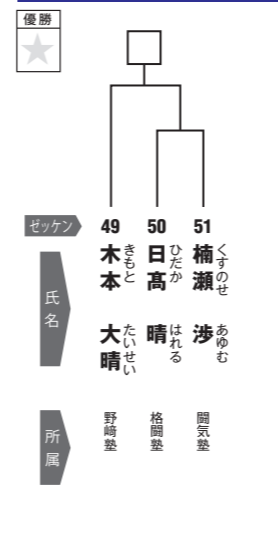 優勝
ゼッケン
49
50
51
氏名
木本 大晴
きもと たいせい
日髙 晴
ひだか はれる
楠瀬 渉
くすのせ あゆむ
所属
野﨑塾
格闘塾
闘気塾